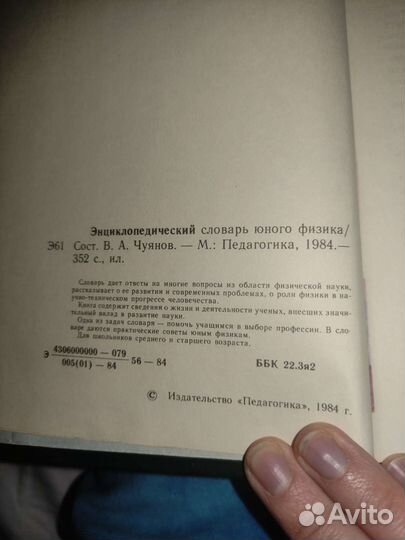 Энциклопедический словарь юного физика/
Э61 Сост. В. А. Чуянов. — М.: Педагогика, 1984.—
352 с., ил.
Словарь дает ответы на многие вопросы из области физической науки,
рассказывает о ее развитии и современных проблемах, о роли физики в на-
учно-техническом прогрессе человечества.
Книга содержит сведения о жизни и деятельности ученых, внесших значи-
тельный вклад в развитие науки.
Одна из задач словаря — помочь учащимся в выборе профессии. В сло-
варе даются практические советы юным физикам.
Для школьников среднего и старшего возраста.
Э 4306000000 — 079
005(01) — 84 56 — 84 ББК 22.3я2
© Издательство «Педагогика», 1984 г.
Avito